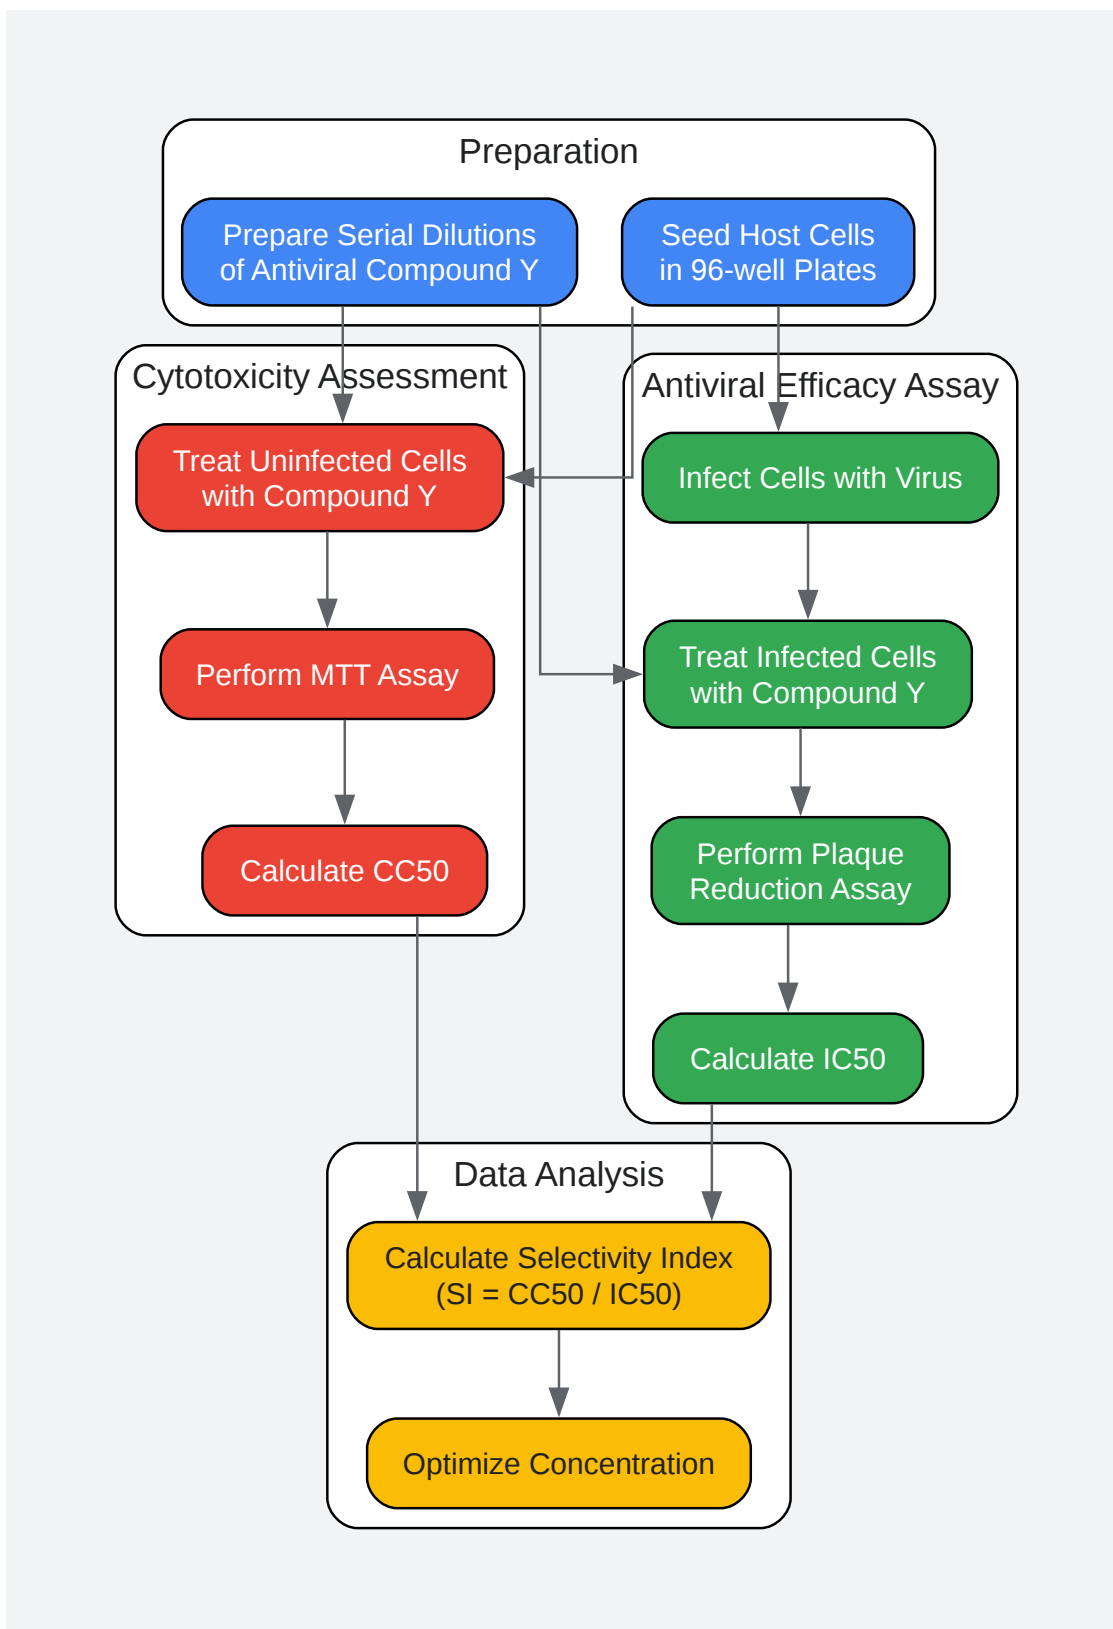 Preparation
Prepare Serial Dilutions
of Antiviral Compound Y
Seed Host Cells
in 96-well Plates
Cytotoxicity Assessment
Treat Uninfected Cells
with Compound Y
Perform MTT Assay
Calculate CC50
Antiviral Efficacy Assay
Infect Cells with Virus
Treat Infected Cells
with Compound Y
Perform Plaque
Reduction Assay
Calculate IC50
Data Analysis
Calculate Selectivity Index
(SI = CC50 / IC50)
Optimize Concentration